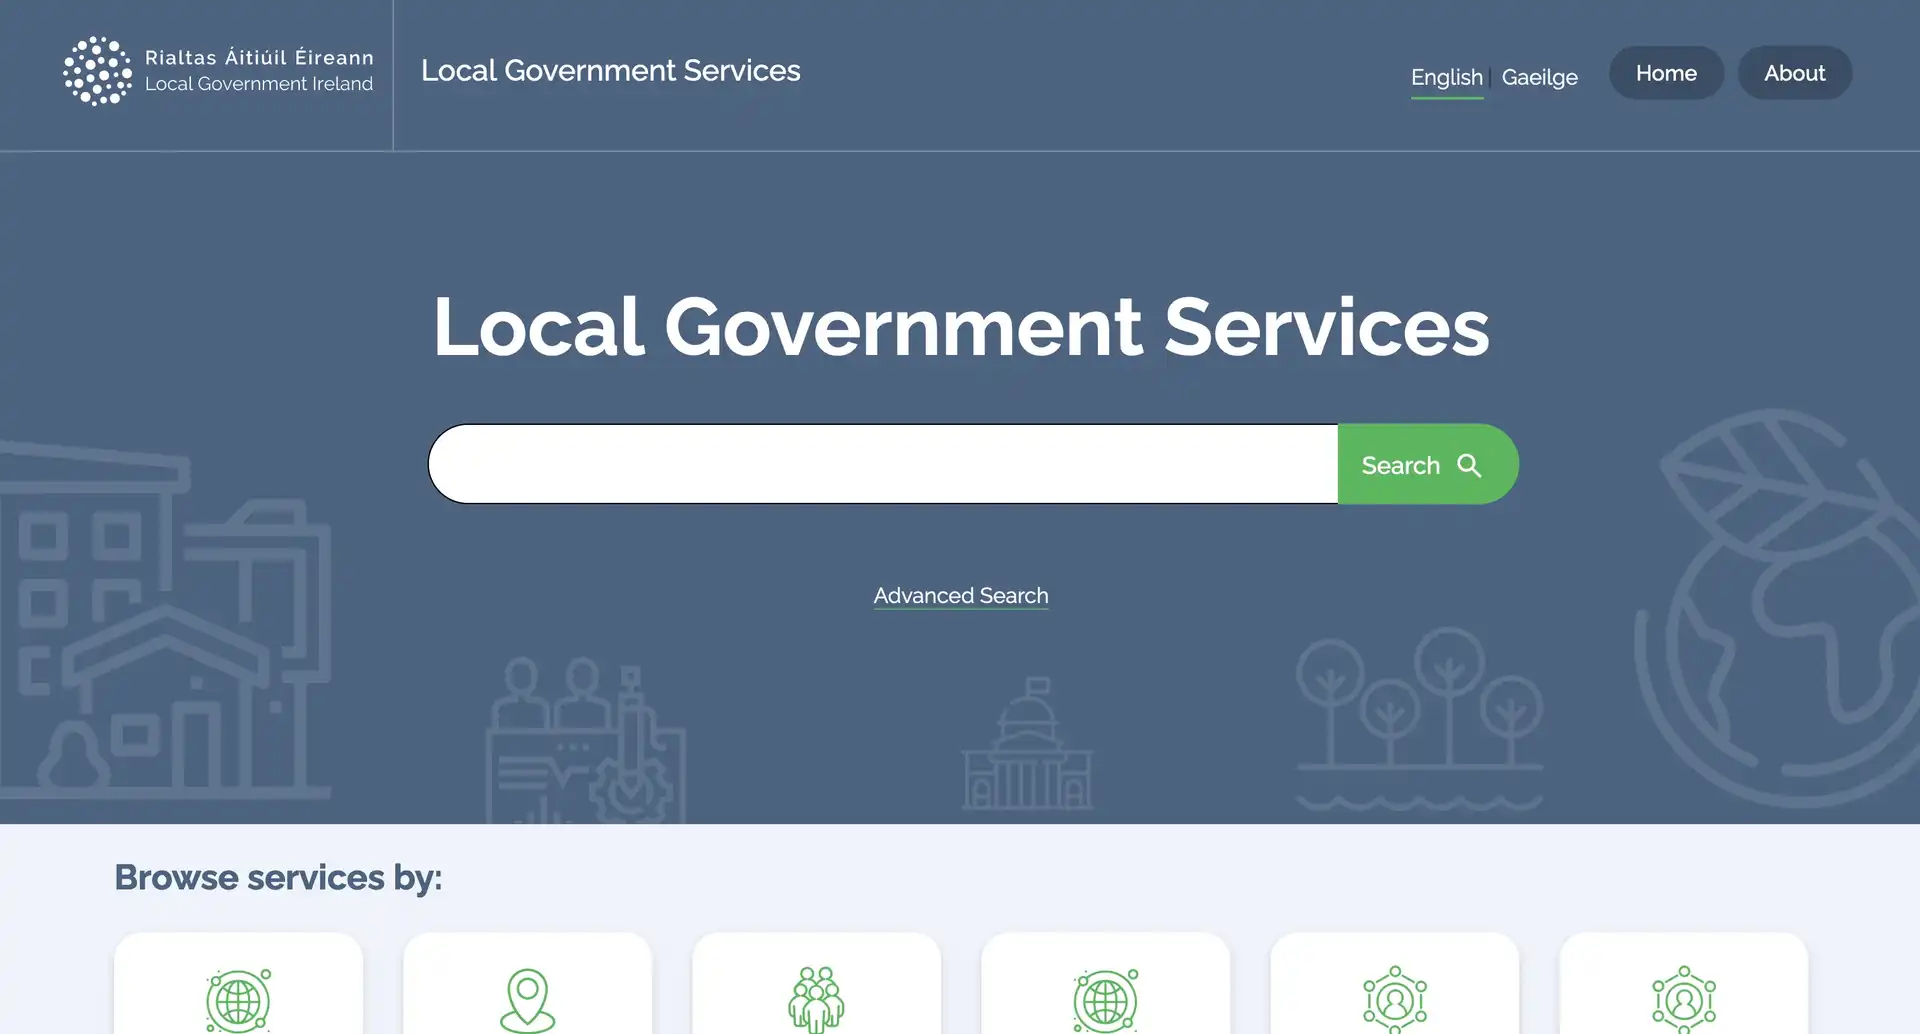 Rialtas Áitiúil Éireann
Local Government Ireland
Local Government Services
English | Gaeilge
Home
About
Local Government Services
Search
Advanced Search
Browse services by: